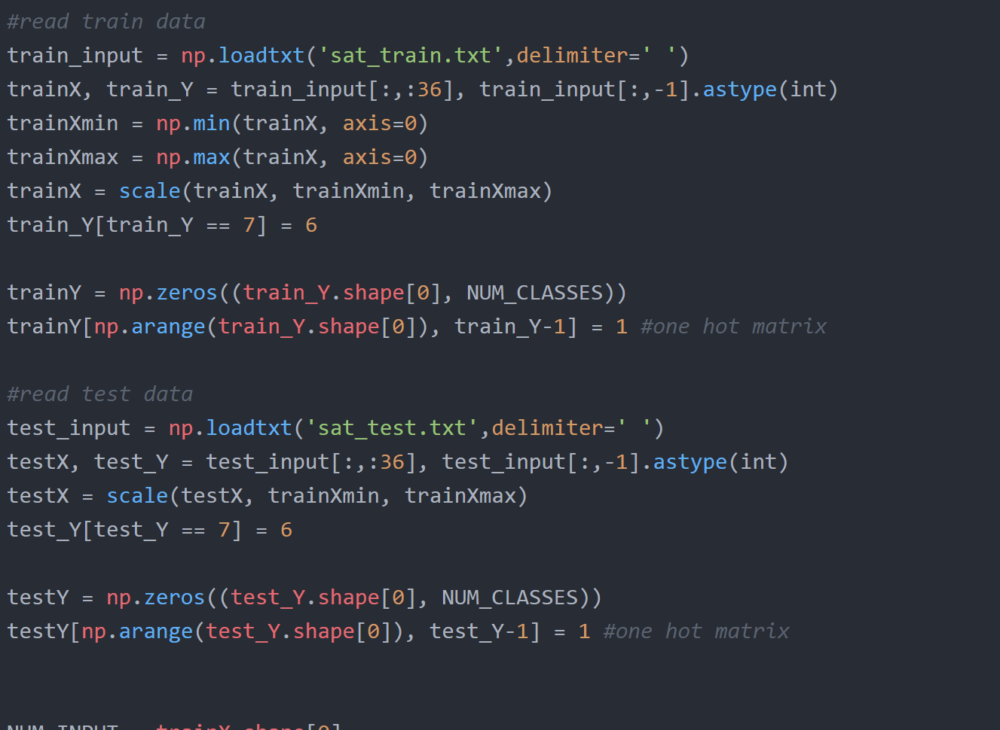 #read train data
train_input = np.loadtxt('sat_train.txt',delimiter=' ')
trainX, train_Y = train_input[:,:36], train_input[:,-1].astype(int)
trainXmin = np.min(trainX, axis=0)
trainXmax = np.max(trainX, axis=0)
trainX = scale(trainX, trainXmin, trainXmax)
train_Y[train_Y == 7] = 6
trainY = np.zeros((train_Y.shape[0], NUM_CLASSES))
trainY[np.arange(train_Y.shape[0]), train_Y-1] = 1 #one hot matrix
#read test data
test_input = np.loadtxt('sat_test.txt',delimiter=' ')
testX, test_Y = test_input[:,:36], test_input[:,-1].astype(int)
testX = scale(testX, trainXmin, trainXmax)
test_Y[test_Y == 7] = 6
testY = np.zeros((test_Y.shape[0], NUM_CLASSES))
testY[np.arange(test_Y.shape[0]), test_Y-1] = 1 #one hot matrix
NUM_INPUT = trainX.shape[0]